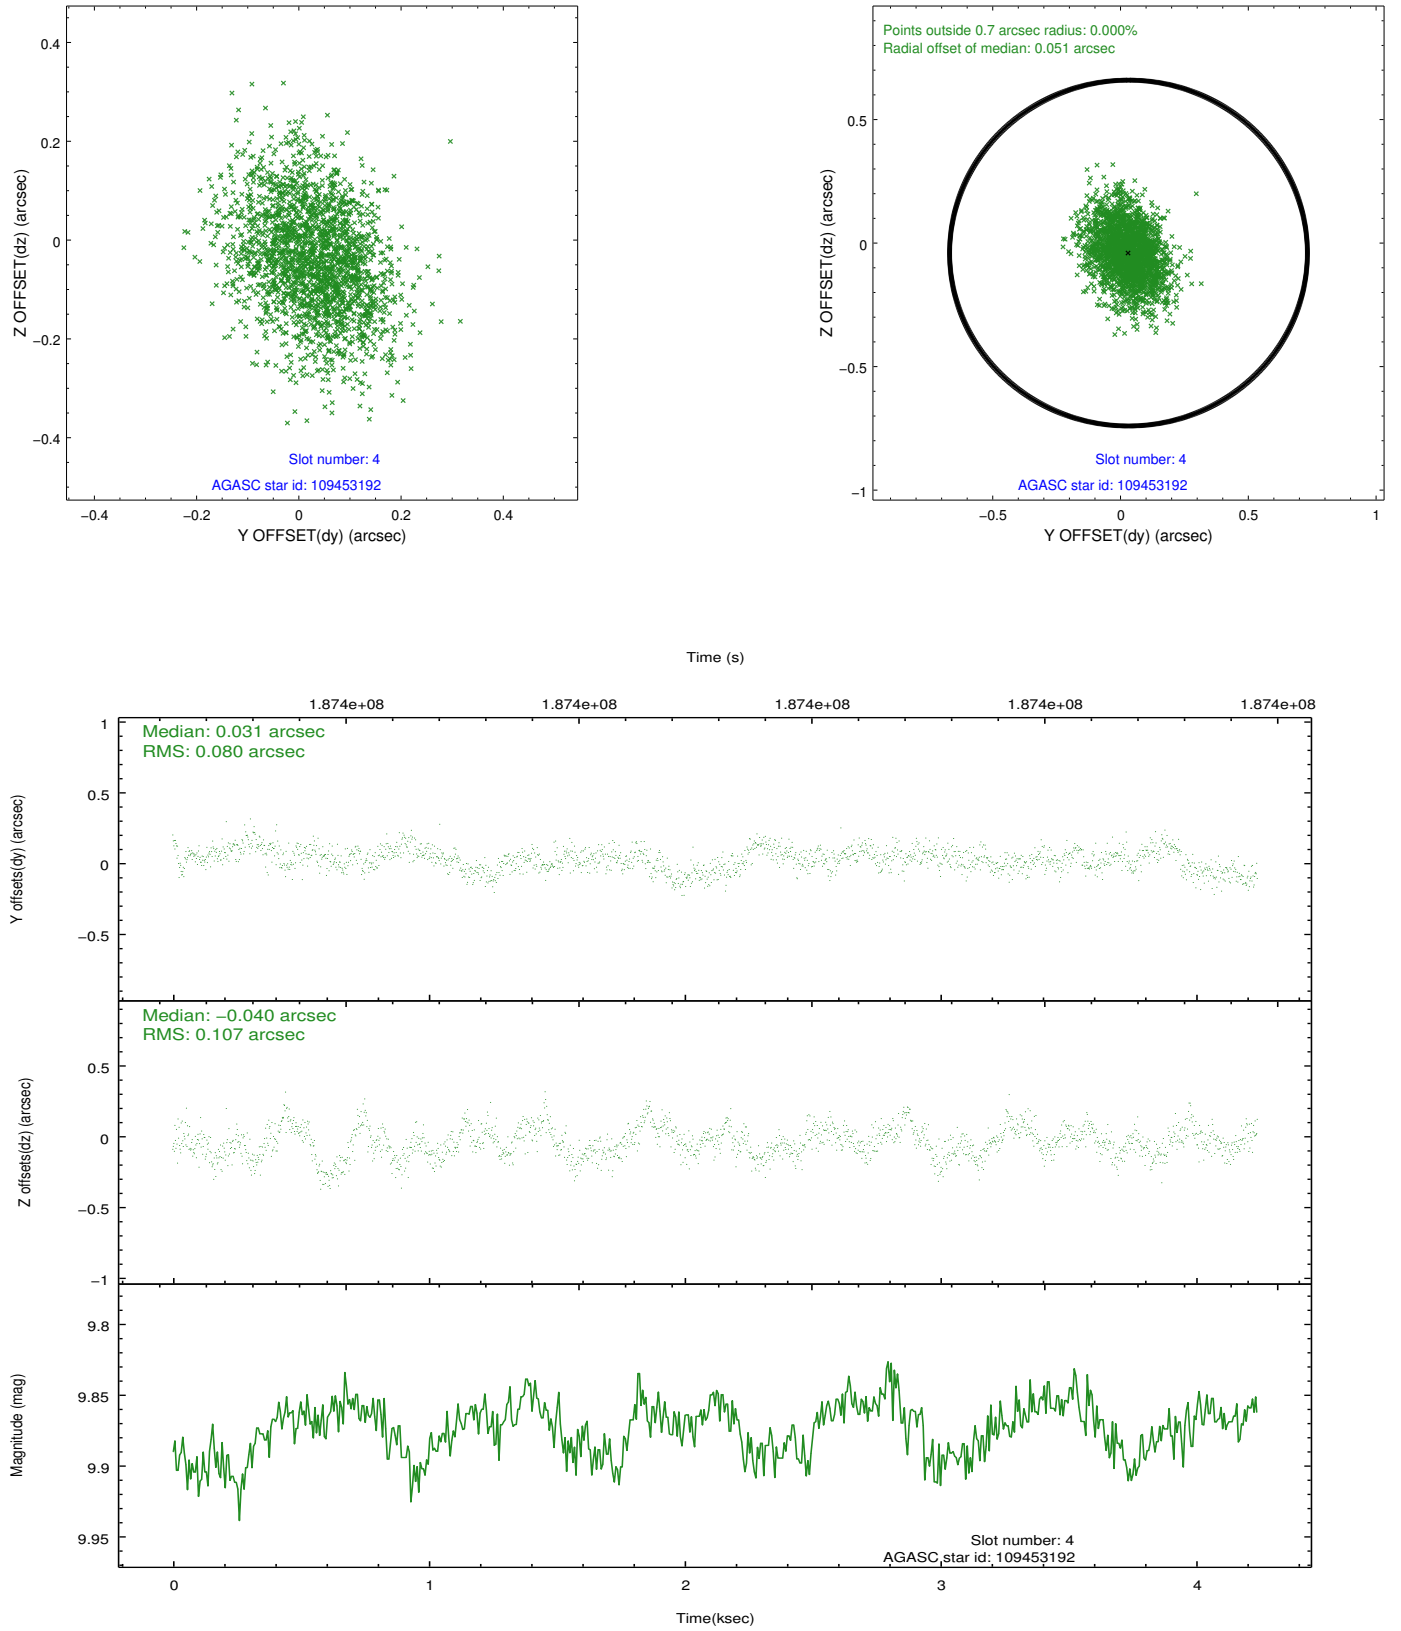 0.4
0.2
0
−0.2
−0.4
Z OFFSET(dz) (arcsec)
Slot number: 4
AGASC star id: 109453192
−0.4 −0.2 0 0.2 0.4
Y OFFSET(dy) (arcsec)
Points outside 0.7 arcsec radius: 0.000%
Radial offset of median: 0.051 arcsec
0.5
0
−0.5
−1
Z OFFSET(dz) (arcsec)
Slot number: 4
AGASC star id: 109453192
−0.5 0 0.5 1
Y OFFSET(dy) (arcsec)
Time (s)
1.874e+08 1.874e+08 1.874e+08 1.874e+08 1.874e+08
Median: 0.031 arcsec
RMS: 0.080 arcsec
1
0.5
0
−0.5
Y offsets(dy) (arcsec)
Median: −0.040 arcsec
RMS: 0.107 arcsec
0.5
0
−0.5
−1
Z offsets(dz) (arcsec)
9.8
9.85
9.9
9.95
Magnitude (mag)
Slot number: 4
AGASC star id: 109453192
0 1 2 3 4
Time(ksec)